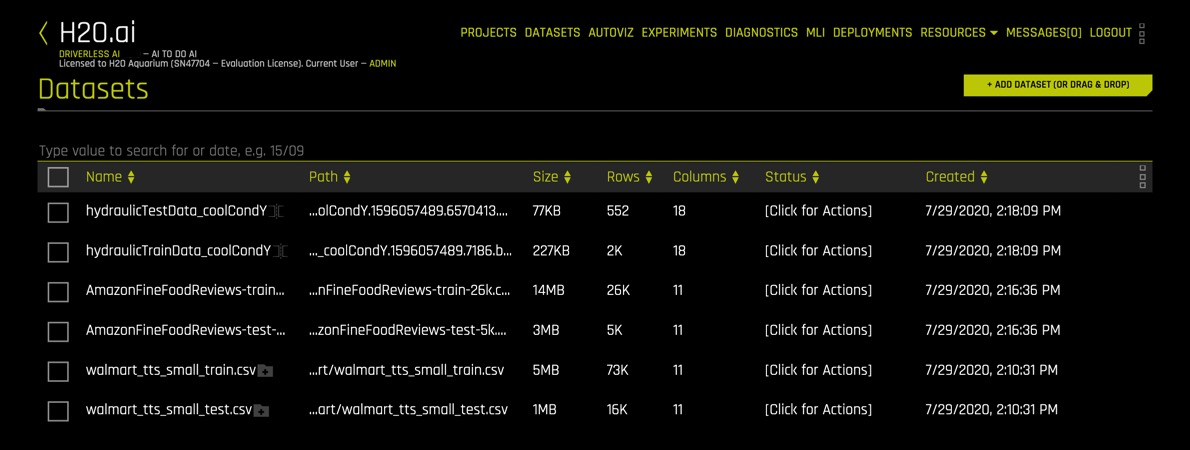 H2O.ai
PROJECTS DATASETS AUTOVIZ EXPERIMENTS DIAGNOSTICS MLI DEPLOYMENTS RESOURCES MESSAGES[0] LOGOUT
DRIVERLESS AI — AI TO DO AI
Licensed to H2O Aquarium (SN47704 — Evaluation License). Current User — ADMIN
Datasets
+ ADD DATASET (OR DRAG & DROP)
Type value to search for or date, e.g. 15/09
Name Path Size Rows Columns Status Created
hydraulicTestData_coolCondY ...olCondY.1596057489.6570413.... 77KB 552 18 [Click for Actions] 7/29/2020, 2:18:09 PM
hydraulicTrainData_coolCondY ..._coolCondY.1596057489.7186.b... 227KB 2K 18 [Click for Actions] 7/29/2020, 2:18:09 PM
AmazonFineFoodReviews-train... ...nFineFoodReviews-train-26k.c... 14MB 26K 11 [Click for Actions] 7/29/2020, 2:16:36 PM
AmazonFineFoodReviews-test-... ...zonFineFoodReviews-test-5k.... 3MB 5K 11 [Click for Actions] 7/29/2020, 2:16:36 PM
walmart_tts_small_train.csv ...rt/walmart_tts_small_train.csv 5MB 73K 11 [Click for Actions] 7/29/2020, 2:10:31 PM
walmart_tts_small_test.csv ...art/walmart_tts_small_test.csv 1MB 16K 11 [Click for Actions] 7/29/2020, 2:10:31 PM